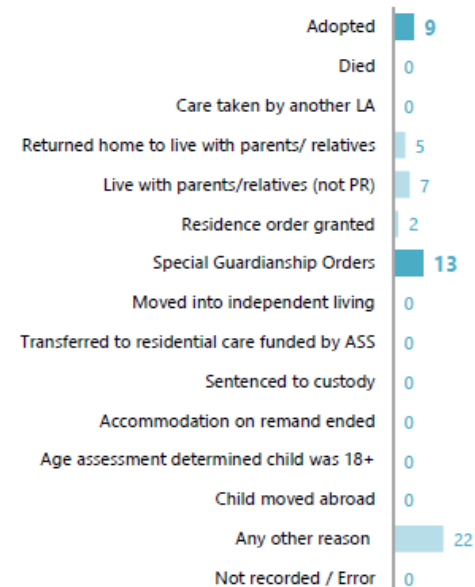 Adopted 9
Died 0
Care taken by another LA 0
Returned home to live with parents/ relatives 5
Live with parents/relatives (not PR) 7
Residence order granted 2
Special Guardianship Orders 13
Moved into independent living 0
Transferred to residential care funded by ASS 0
Sentenced to custody 0
Accommodation on remand ended 0
Age assessment determined child was 18+ 0
Child moved abroad 0
Any other reason 22
Not recorded / Error 0